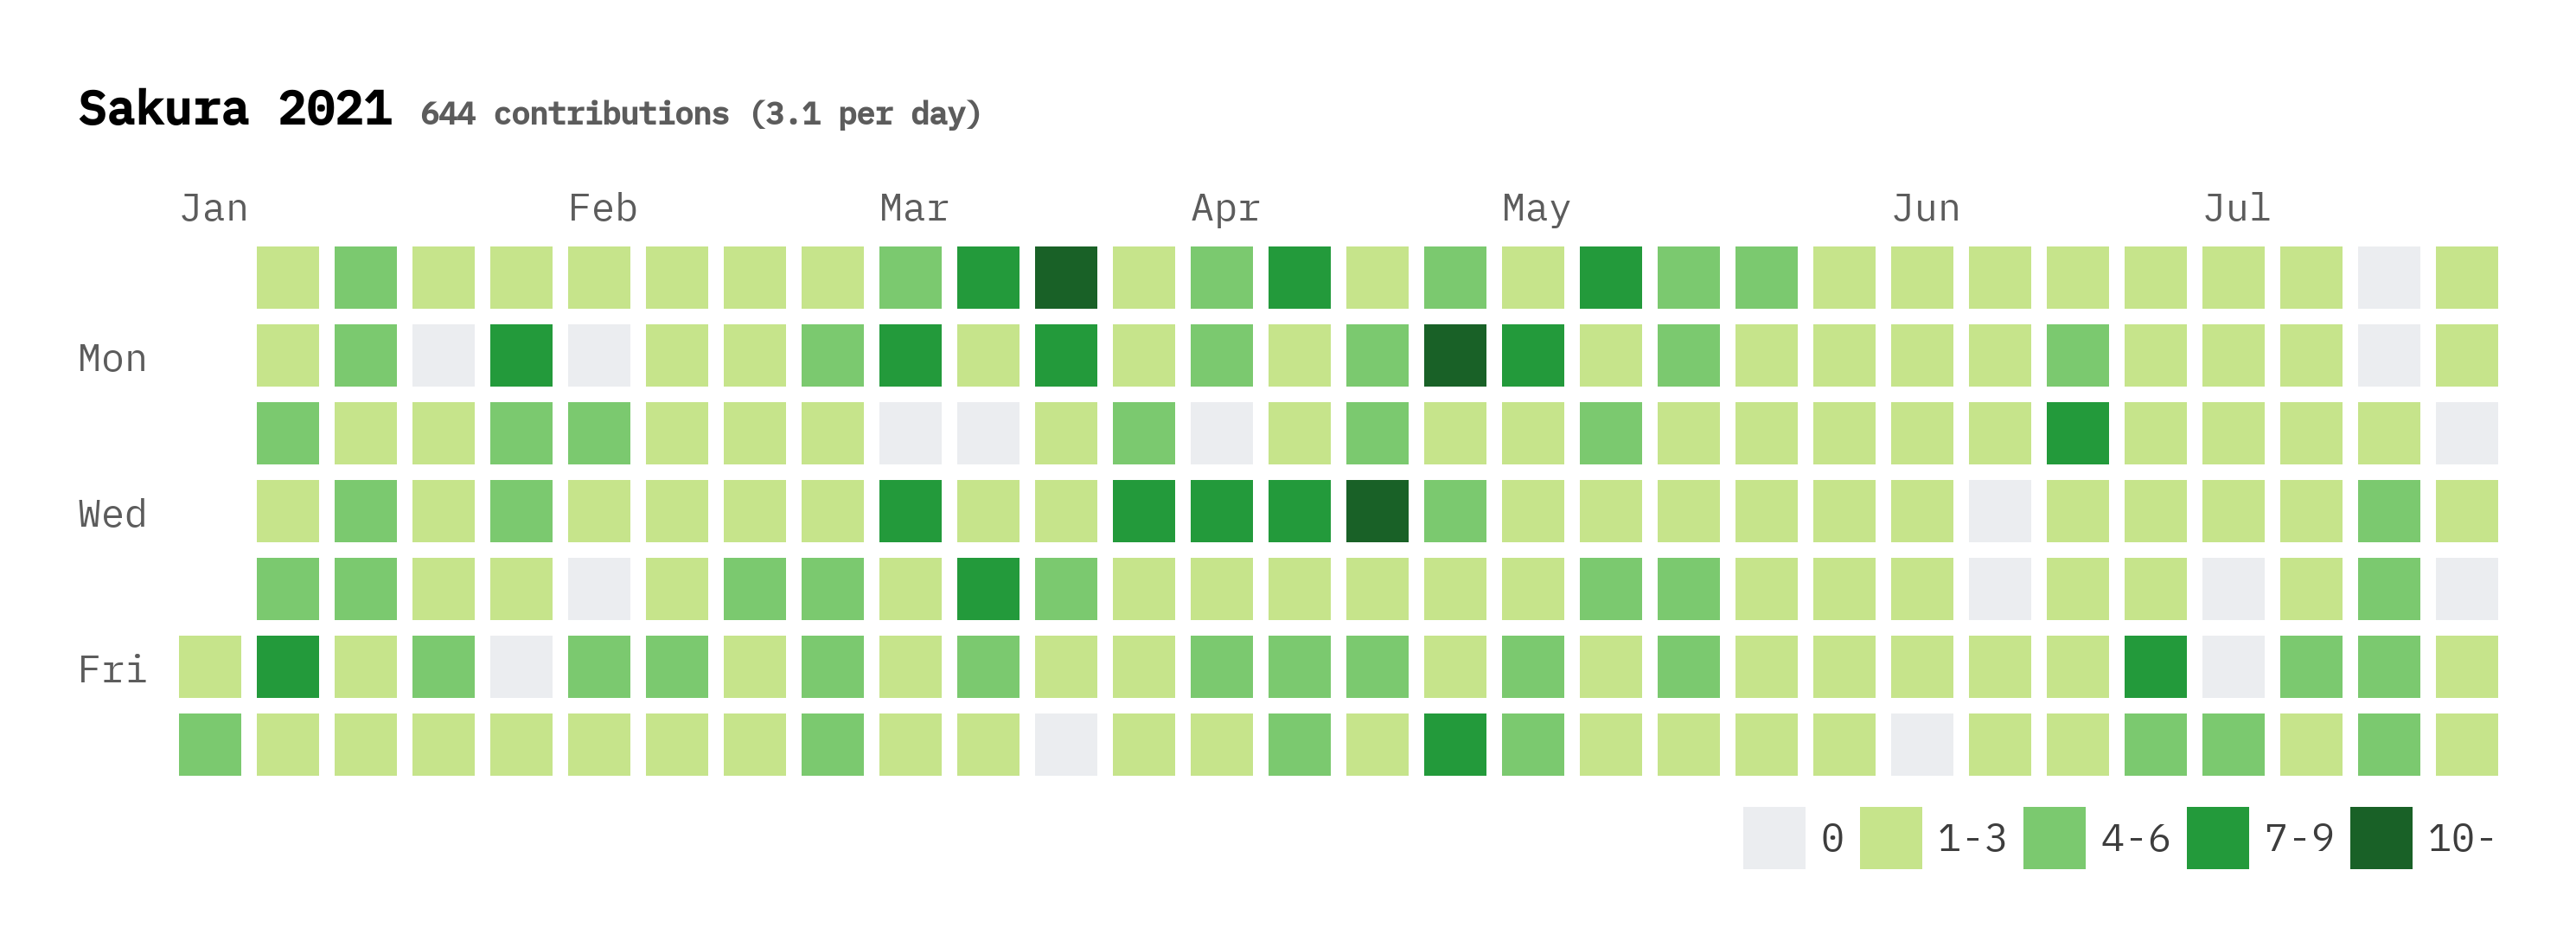 Sakura 2021 644 contributions (3.1 per day)
Jan Feb Mar Apr May Jun Jul
Mon
Wed
Fri
0 1-3 4-6 7-9 10-